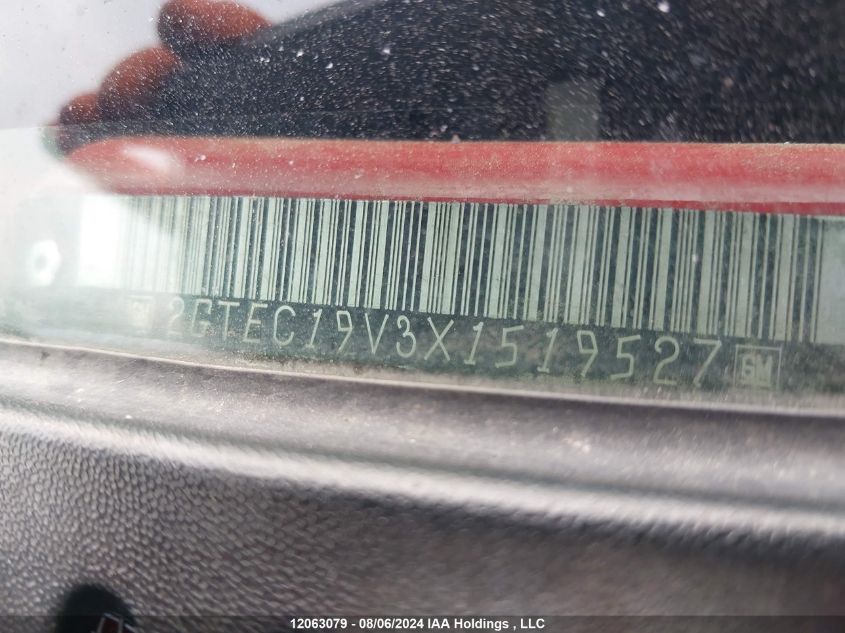 2GTEC19V3X1519527 GM
12063079 - 08/06/2024 IAA Holdings , LLC